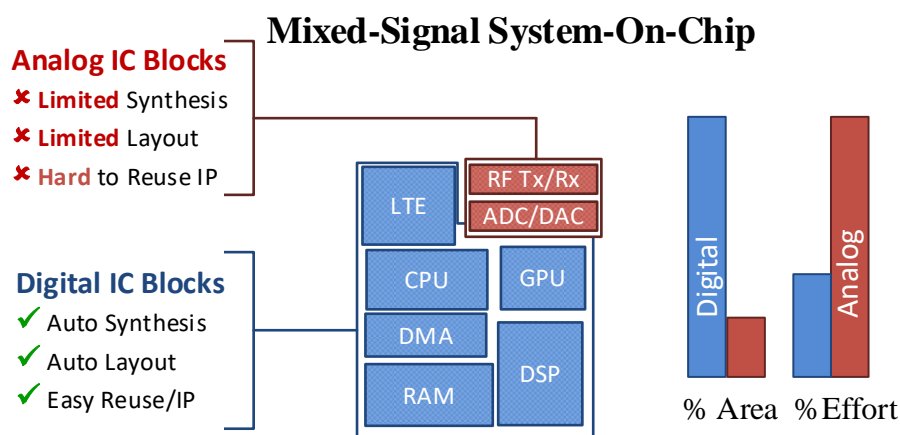 Mixed-Signal System-On-Chip
Analog IC Blocks
✘ Limited Synthesis
✘ Limited Layout
✘ Hard to Reuse IP
Digital IC Blocks
✓ Auto Synthesis
✓ Auto Layout
✓ Easy Reuse/IP
LTE
RF Tx/Rx
ADC/DAC
CPU
GPU
DMA
DSP
RAM
Digital
Analog
% Area
% Effort